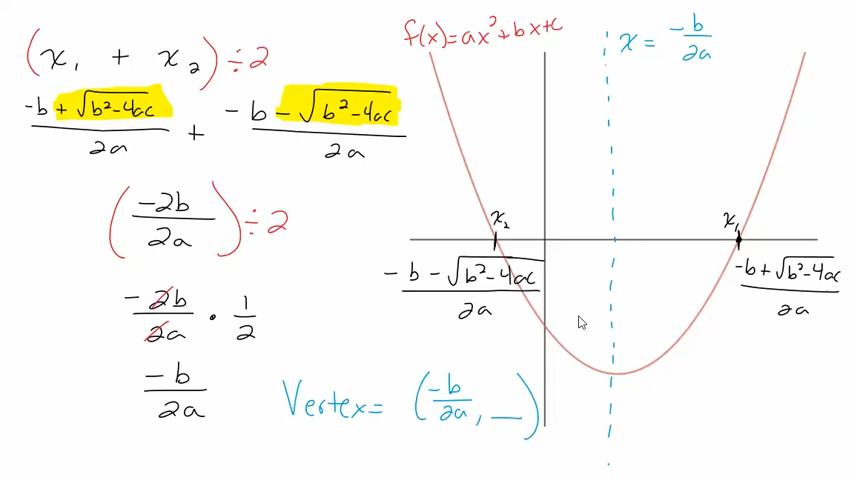 (x₁ + x₂) ÷ 2
(-b + √(b²-4ac))/2a + (-b - √(b²-4ac))/2a
(-2b/2a) ÷ 2
-2b/2a · 1/2
-b/2a
f(x)=ax²+bx+c
x = -b/2a
x₂
x₁
(-b - √(b²-4ac))/2a
(-b + √(b²-4ac))/2a
Vertex = (-b/2a, __)